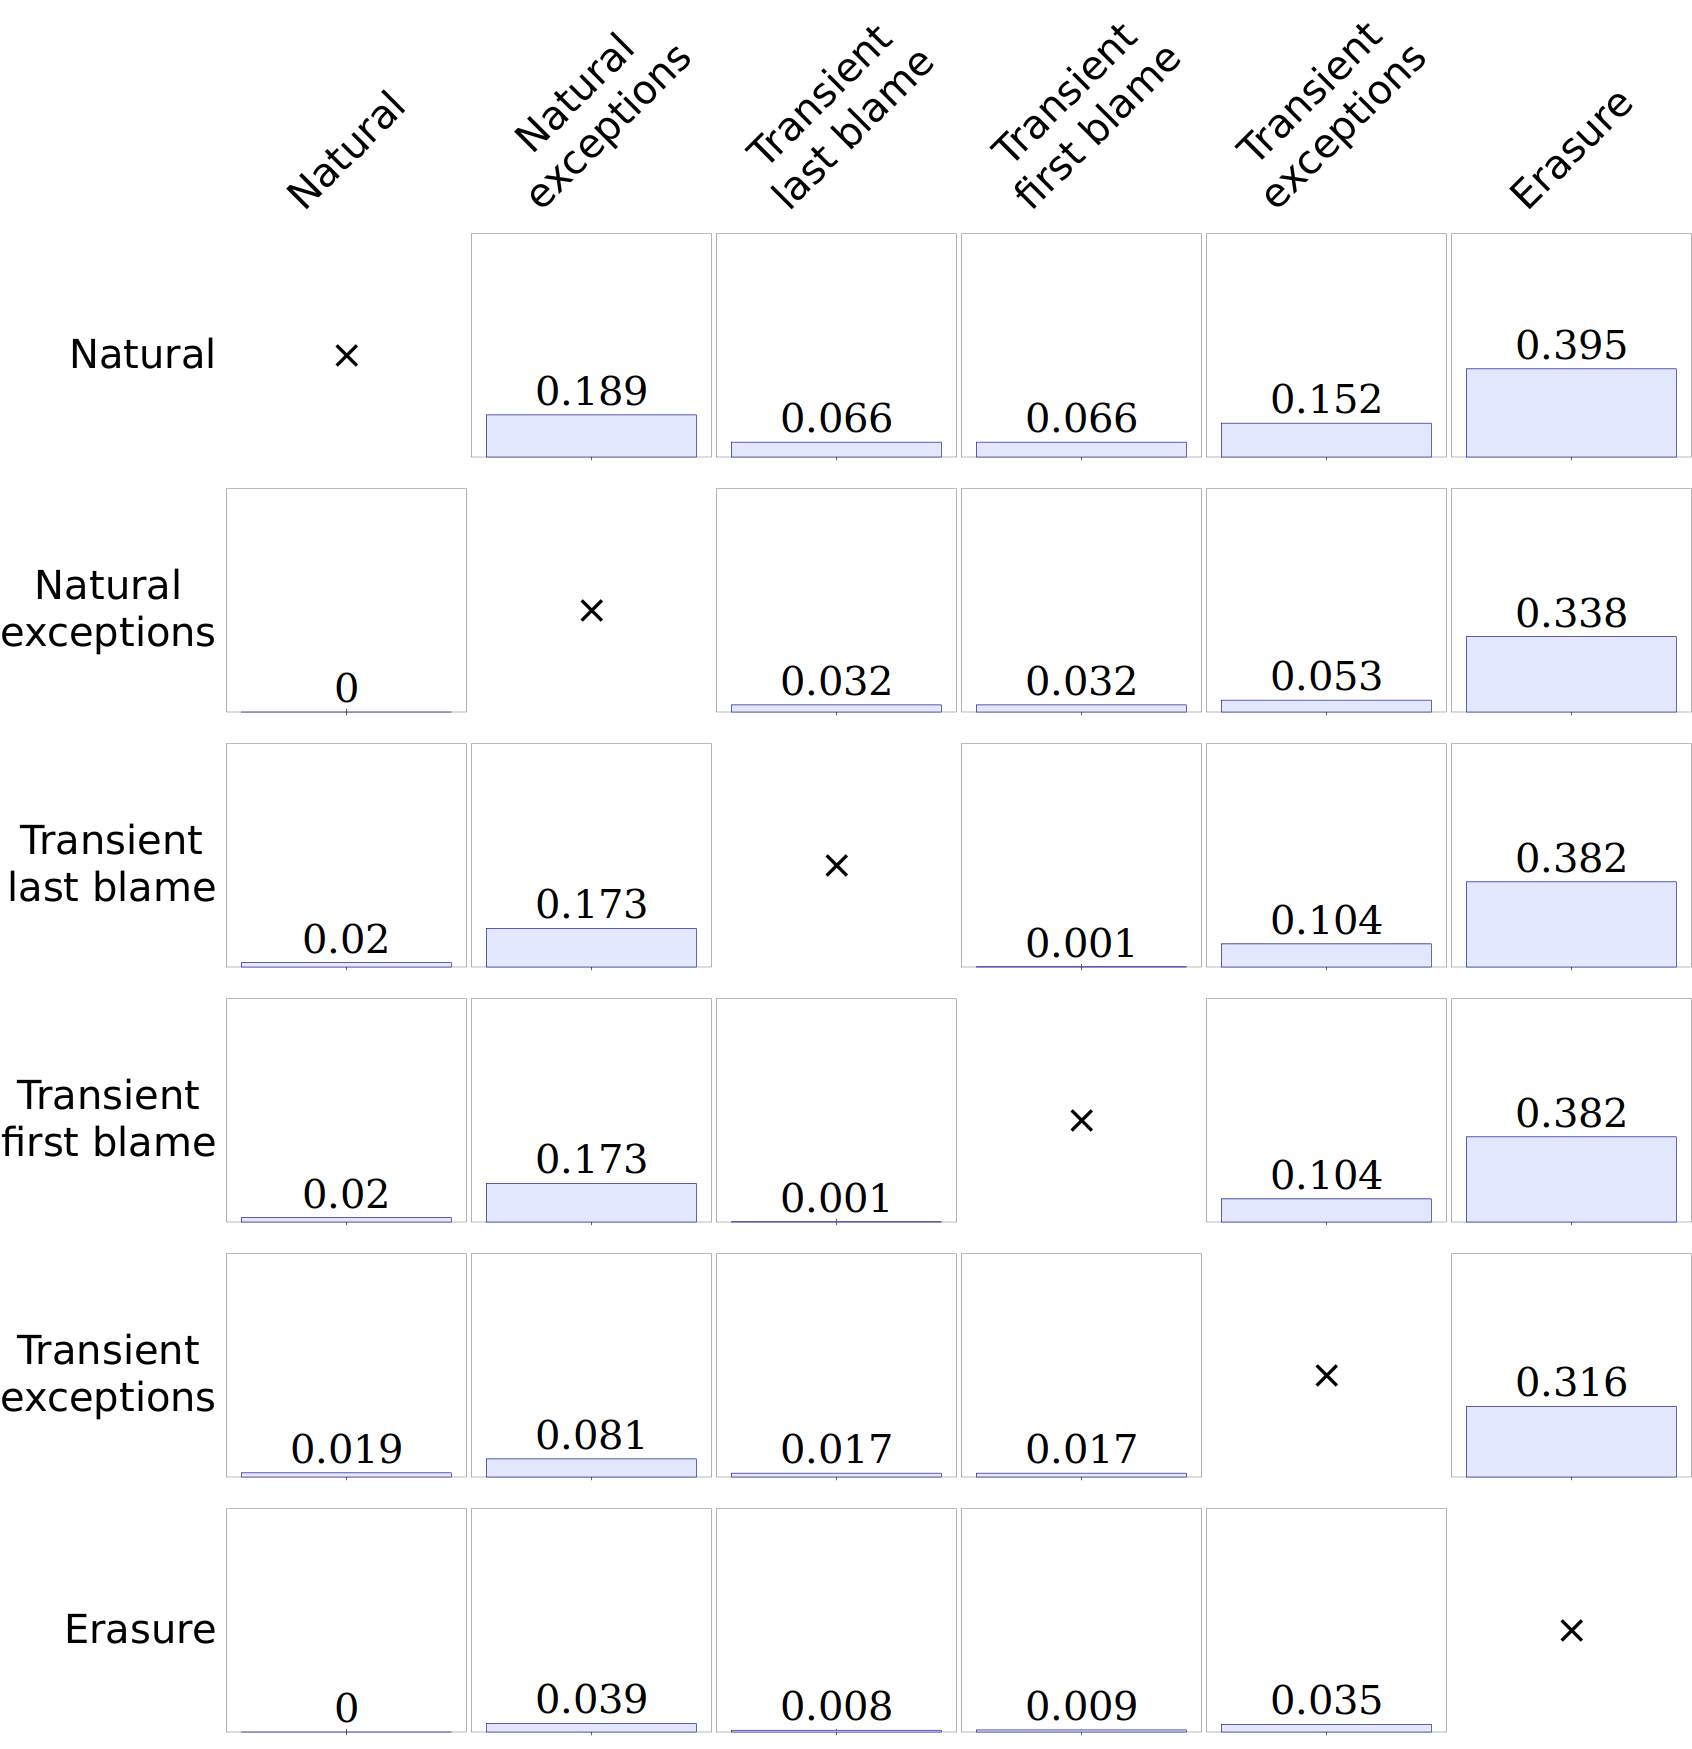 Natural
Natural
exceptions
Transient
last blame
Transient
first blame
Transient
exceptions
Erasure
Natural × 0.189 0.066 0.066 0.152 0.395
Natural
exceptions 0 × 0.032 0.032 0.053 0.338
Transient
last blame 0.02 0.173 × 0.001 0.104 0.382
Transient
first blame 0.02 0.173 0.001 × 0.104 0.382
Transient
exceptions 0.019 0.081 0.017 0.017 × 0.316
Erasure 0 0.039 0.008 0.009 0.035 ×